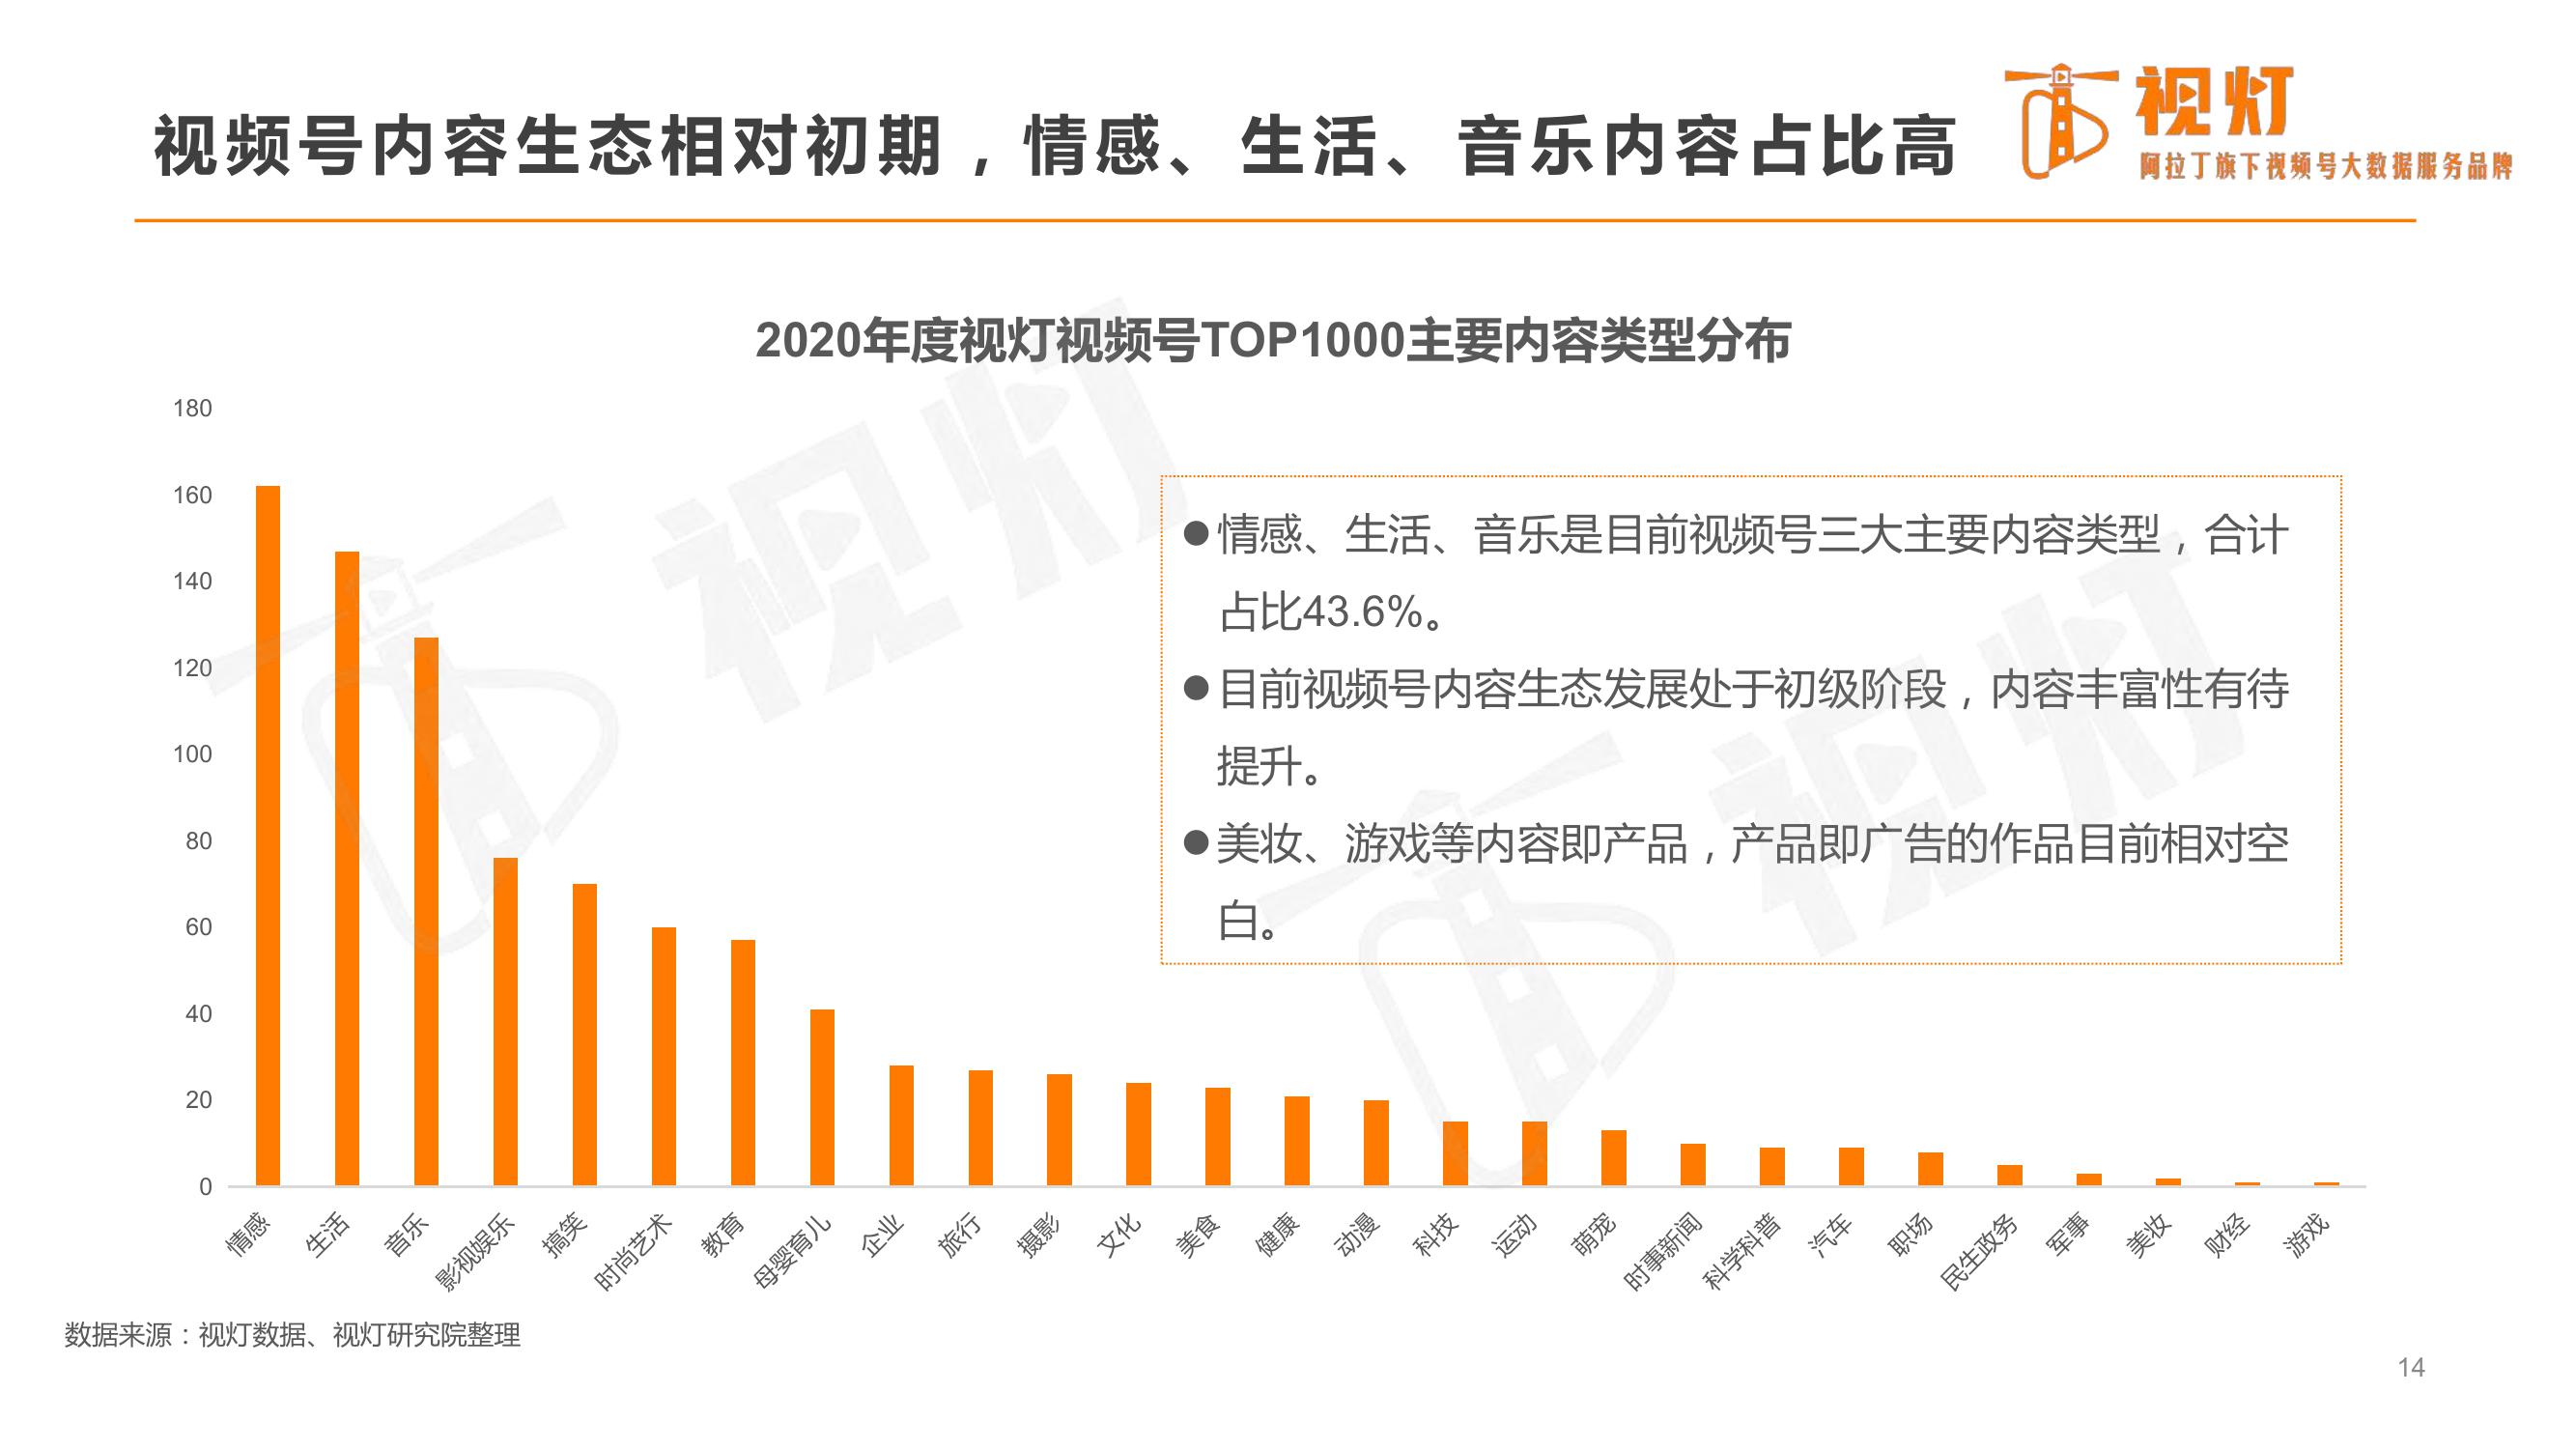 视频号内容生态相对初期，情感、生活、音乐内容占比高
视灯
阿拉丁旗下视频号大数据服务品牌
2020年度视灯视频号TOP1000主要内容类型分布
180
160
140
120
100
80
60
40
20
0
●情感、生活、音乐是目前视频号三大主要内容类型，合计
占比43.6%。
●目前视频号内容生态发展处于初级阶段，内容丰富性有待
提升。
●美妆、游戏等内容即产品，产品即广告的作品目前相对空
白。
情感
生活
音乐
影视娱乐
搞笑
时尚艺术
教育
母婴育儿
企业
旅行
摄影
文化
美食
健康
动漫
科技
运动
萌宠
时事新闻
科学科普
汽车
职场
民生政务
军事
美妆
财经
游戏
视灯
视灯
数据来源：视灯数据、视灯研究院整理
14